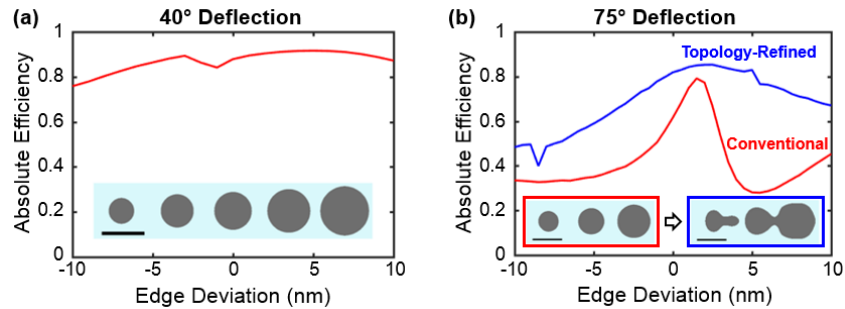 (a)
40° Deflection
1
0.8
0.6
0.4
0.2
0
Absolute Efficiency
-10
-5
0
5
10
Edge Deviation (nm)
(b)
75° Deflection
1
0.8
0.6
0.4
0.2
0
Absolute Efficiency
Topology-Refined
Conventional
-10
-5
0
5
10
Edge Deviation (nm)